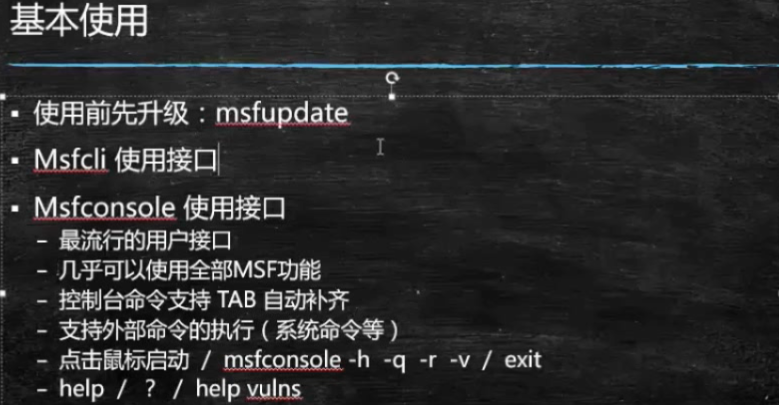 基本使用
▪ 使用前先升级：msfupdate
▪ Msfcli 使用接口
▪ Msfconsole 使用接口
– 最流行的用户接口
– 几乎可以使用全部MSF功能
– 控制台命令支持 TAB 自动补齐
– 支持外部命令的执行（系统命令等）
– 点击鼠标启动 / msfconsole -h -q -r -v / exit
– help / ? / help vulns